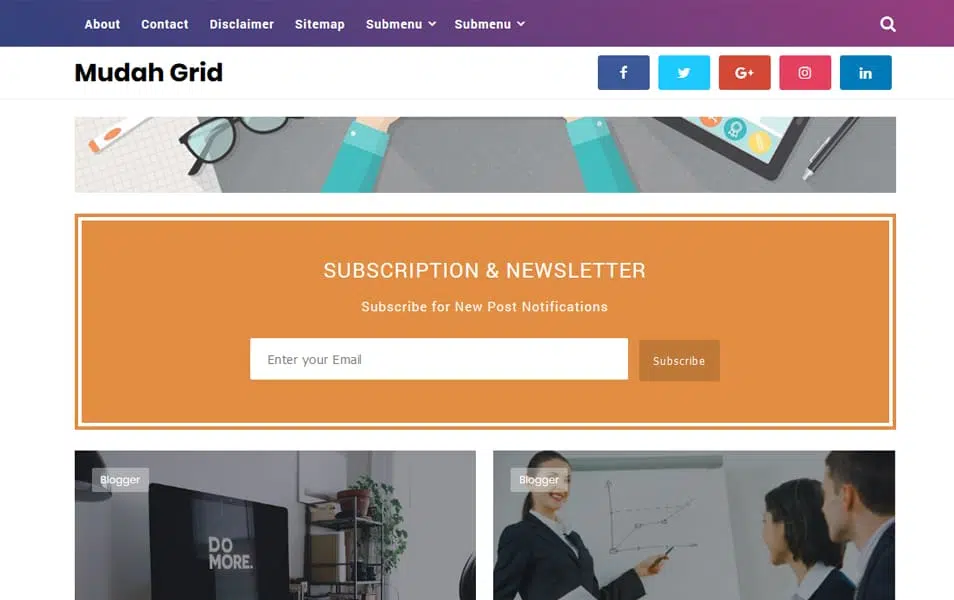 About Contact Disclaimer Sitemap Submenu Submenu
Mudah Grid
f G+ in
SUBSCRIPTION & NEWSLETTER
Subscribe for New Post Notifications
Enter your Email Subscribe
Blogger Blogger
DO
MORE.